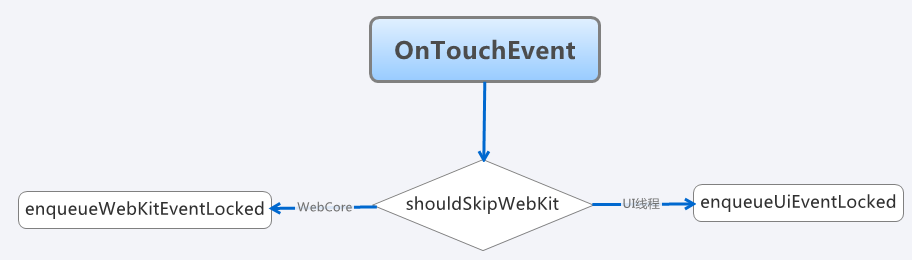 OnTouchEvent
enqueueWebKitEventLocked
WebCore
shouldSkipWebKit
UI线程
enqueueUiEventLocked